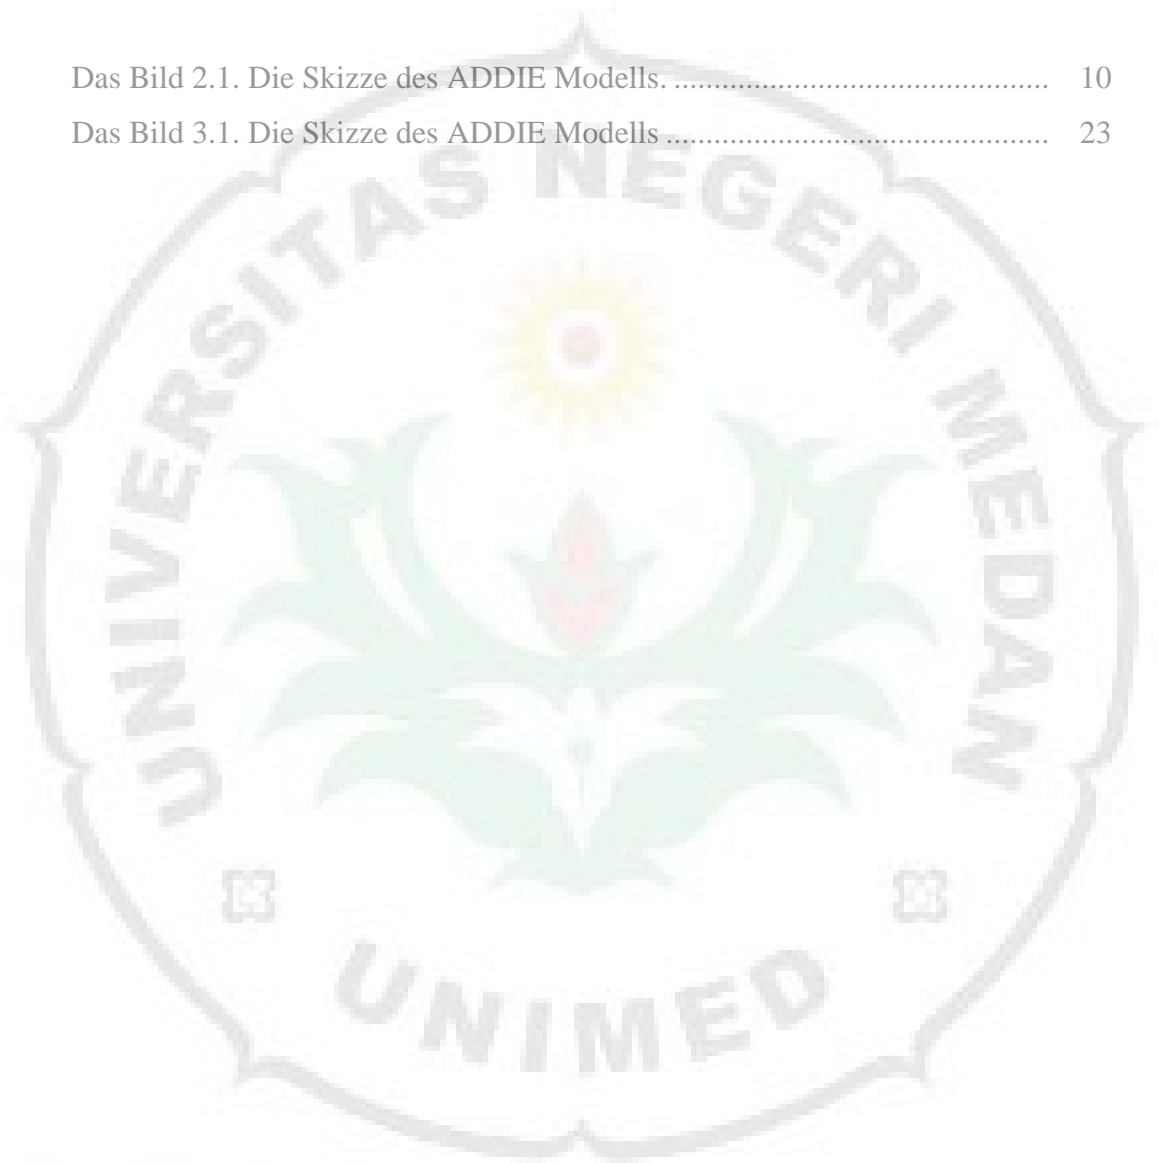 Das Bild 2.1. Die Skizze des ADDIE Modells. ............................................... 10
Das Bild 3.1. Die Skizze des ADDIE Modells ................................................ 23
UNIVERSITAS NEGERI MEDAN
UNIMED